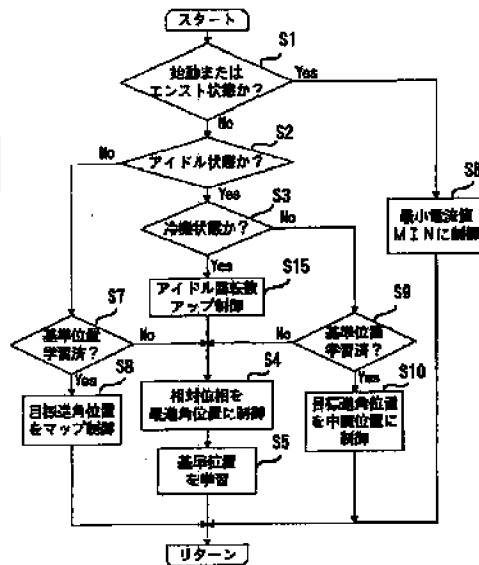 スタート
S1
始動または
エンスト状態か?
Yes
No
S2
アイドル状態か?
No
Yes
S3
冷機状態か?
No
Yes
S6
最小電流値
MINに制御
S15
アイドル回転数
アップ制御
S7
基準位置
学習済?
No
Yes
S9
基準位置
学習済?
No
Yes
S8
目標進角位置
をマップ制御
S4
相対位相を
最進角位置に制御
S10
目標進角位置
を中間位置に
制御
S5
基準位置
を学習
リターン